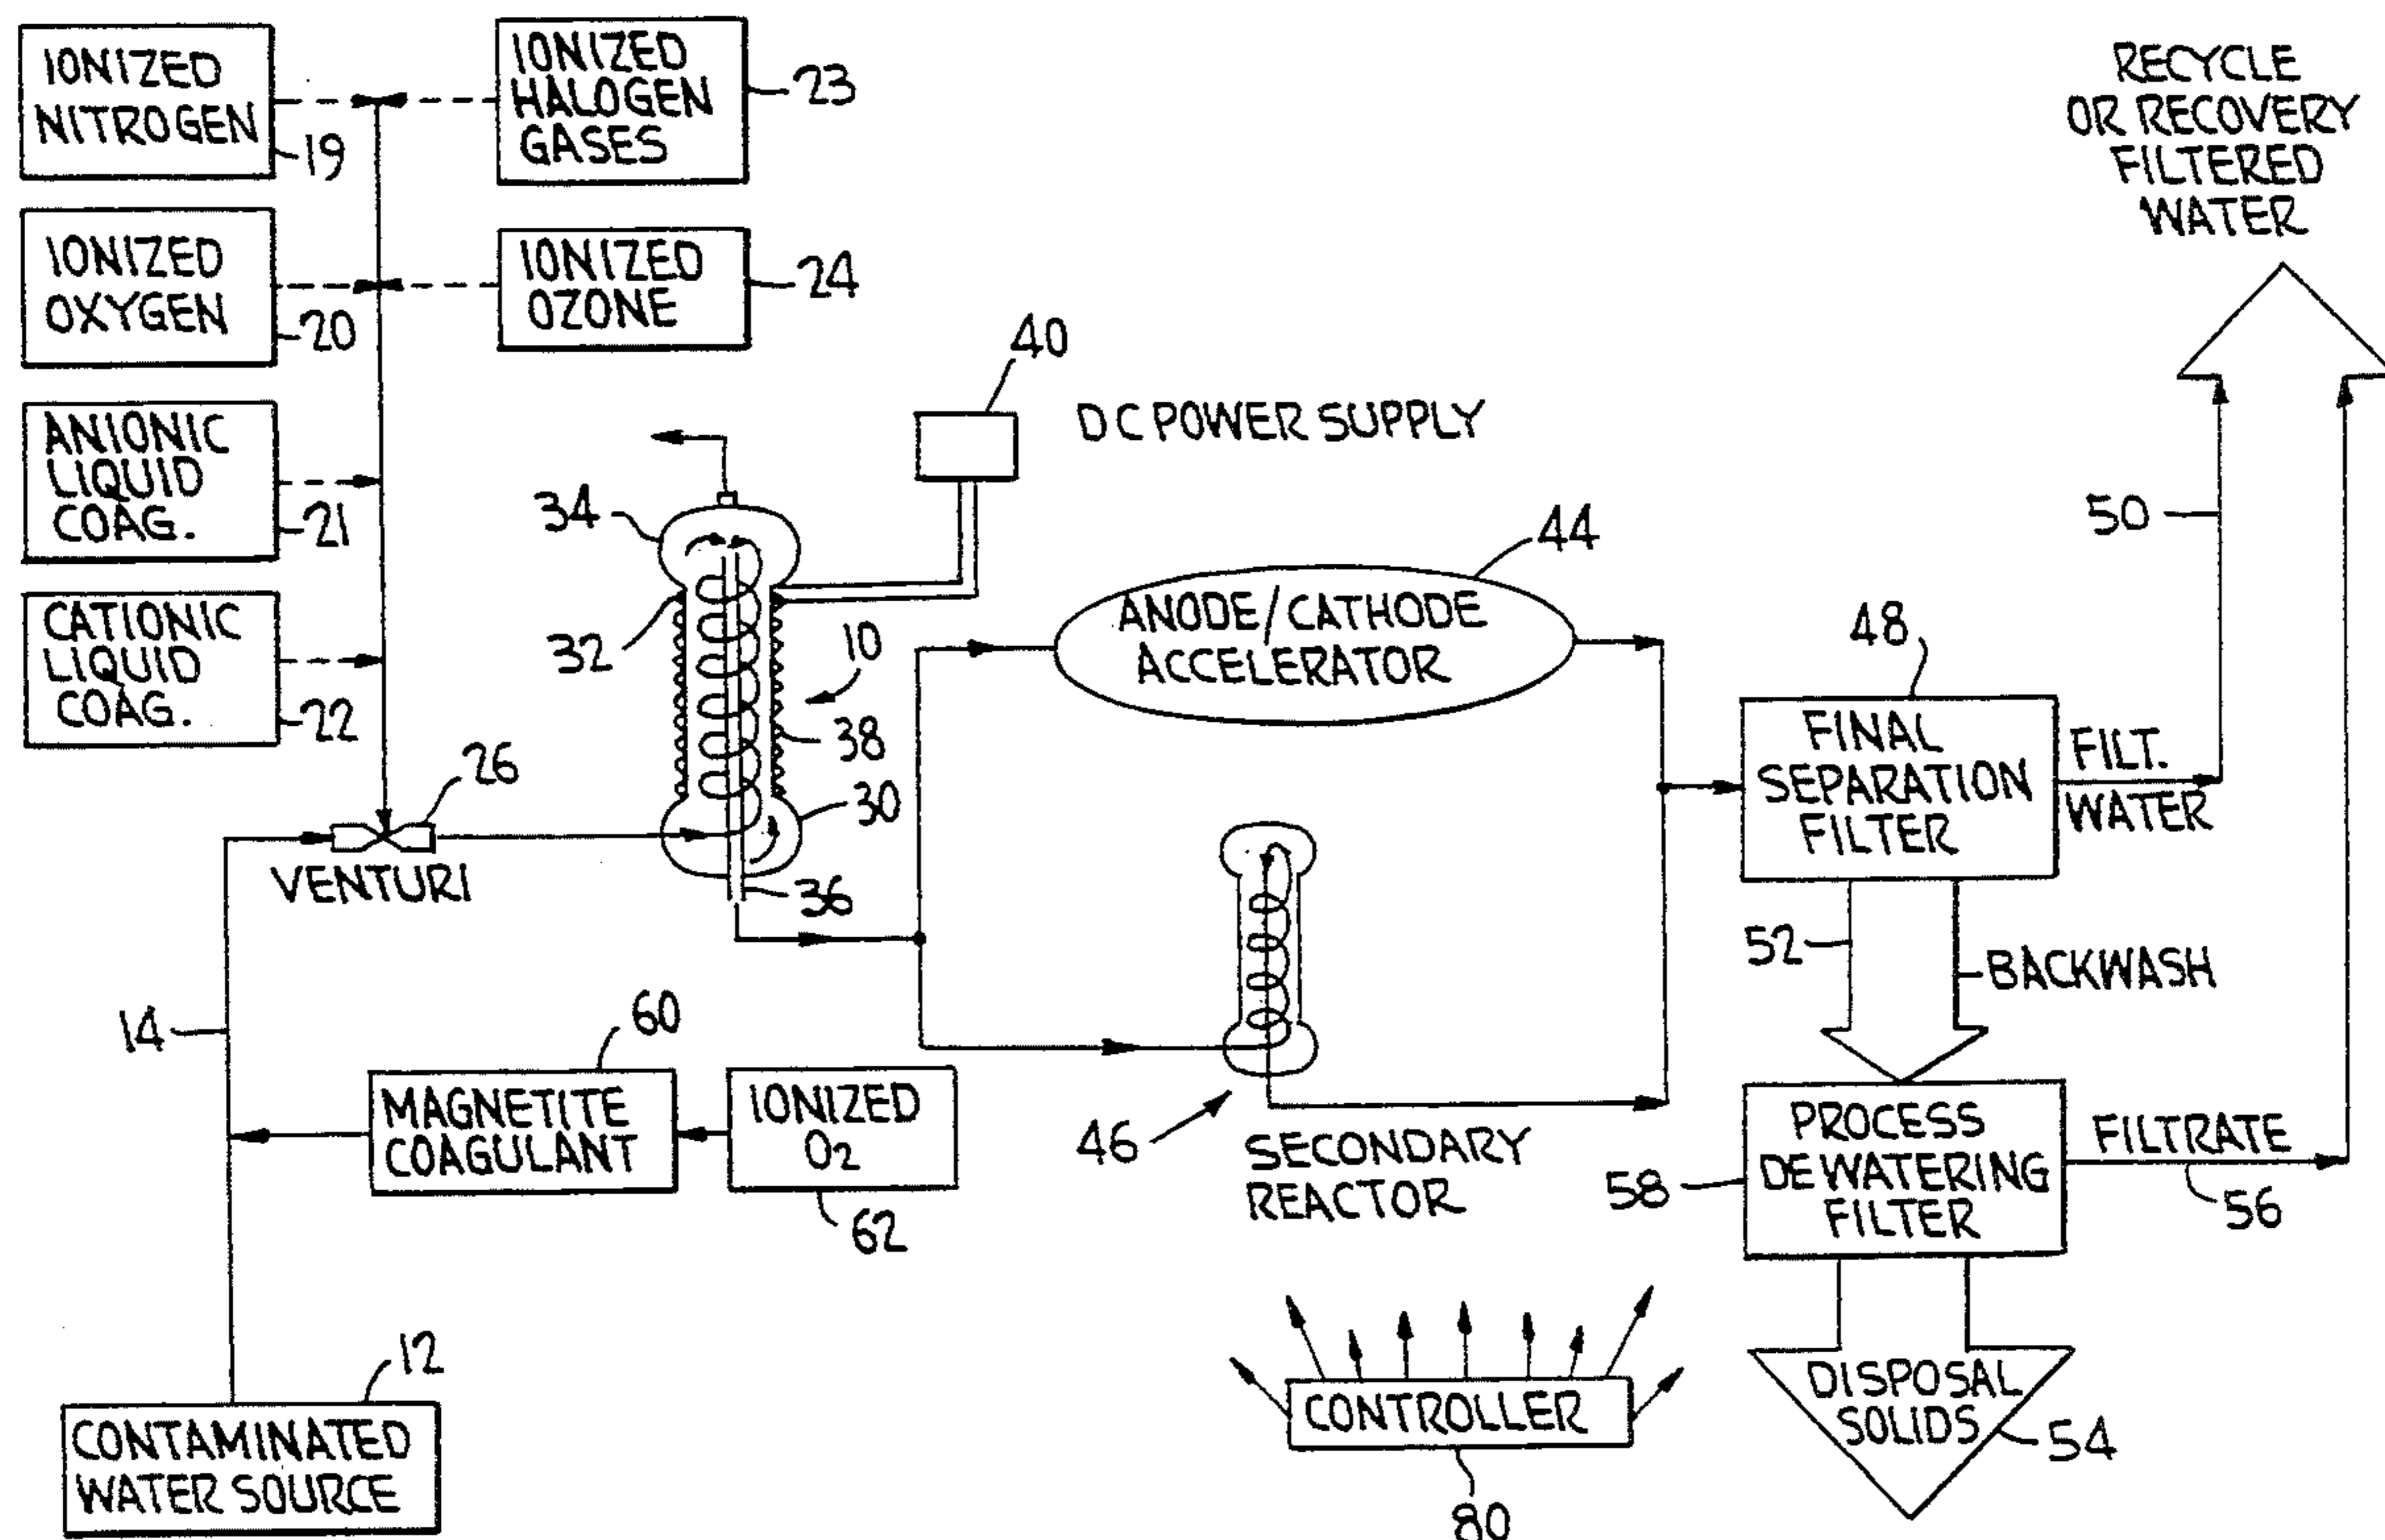 IONIZED
NITROGEN
19
IONIZED
HALOGEN
GASES
23
RECYCLE
OR RECOVERY
FILTERED
WATER
IONIZED
OXYGEN
20
IONIZED
OZONE
24
40
DC POWER SUPPLY
ANIONIC
LIQUID
COAG.
21
34
50
44
CATIONIC
LIQUID
COAG.
22
32
10
38
ANODE/CATHODE
ACCELERATOR
48
FINAL
SEPARATION
FILTER
FILT.
WATER
26
VENTURI
30
36
52
BACKWASH
14
60
MAGNETITE
COAGULANT
IONIZED
O2
62
46
SECONDARY
REACTOR
58
PROCESS
DEWATERING
FILTER
FILTRATE
56
12
CONTAMINATED
WATER SOURCE
CONTROLLER
80
DISPOSAL
SOLIDS
54